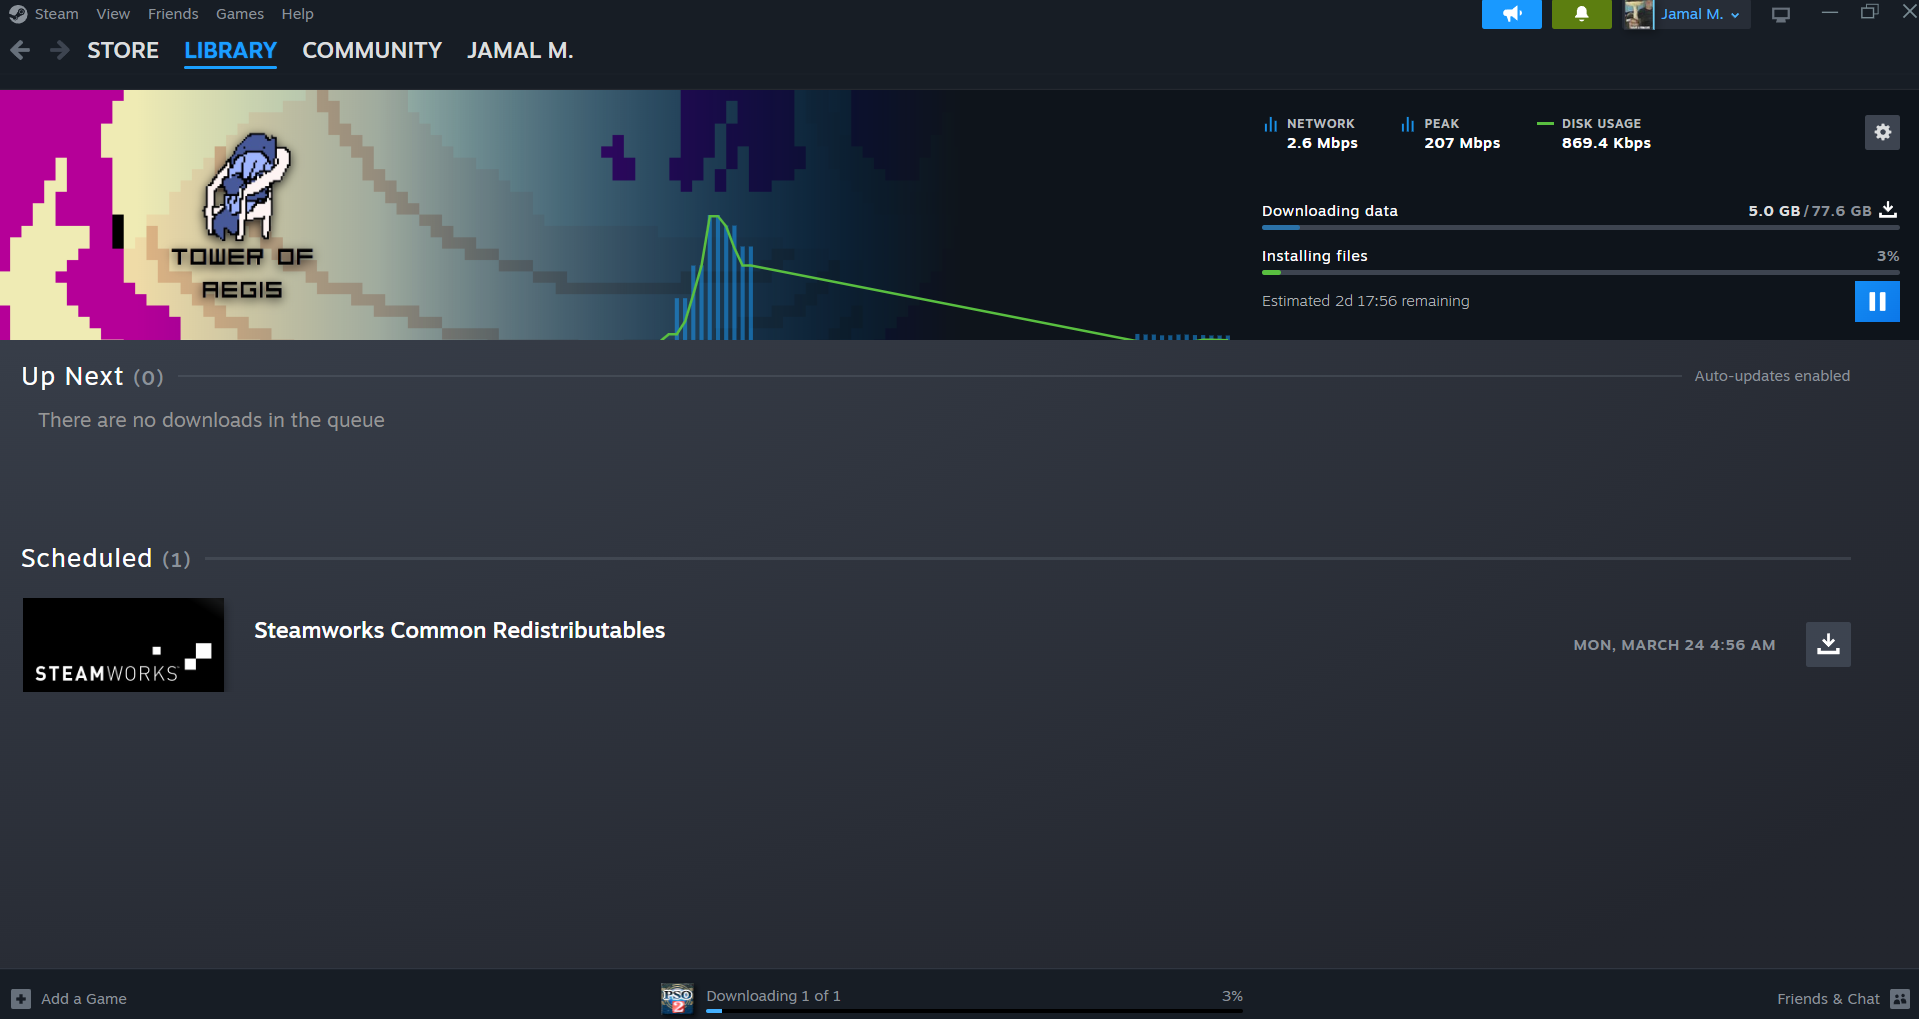 Steam View Friends Games Help
Jamal M.
STORE LIBRARY COMMUNITY JAMAL M.
NETWORK PEAK DISK USAGE
2.6 Mbps 207 Mbps 869.4 Kbps
TOWER OF
AEGIS
Downloading data 5.0 GB / 77.6 GB
Installing files 3%
Estimated 2d 17:56 remaining
Up Next (0) Auto-updates enabled
There are no downloads in the queue
Scheduled (1)
STEAMWORKS
Steamworks Common Redistributables
MON, MARCH 24 4:56 AM
Add a Game
PSO
2
Downloading 1 of 1 3%
Friends & Chat